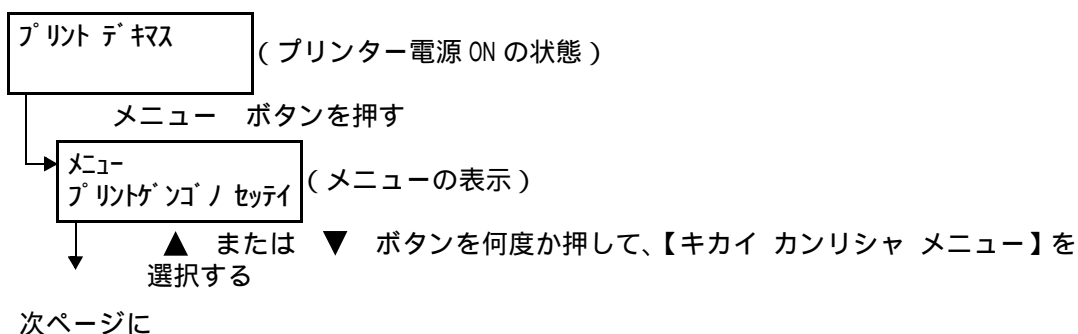 ﾌﾟﾘﾝﾄ ﾃﾞｷﾏｽ
(プリンター電源 ON の状態)
メニュー　ボタンを押す
ﾒﾆｭｰ
ﾌﾟﾘﾝﾄｹﾞﾝｺﾞﾉ ｾｯﾃｲ
(メニューの表示)
▲　または　▼　ボタンを何度か押して、【キカイ カンリシャ メニュー】を
選択する
次ページに